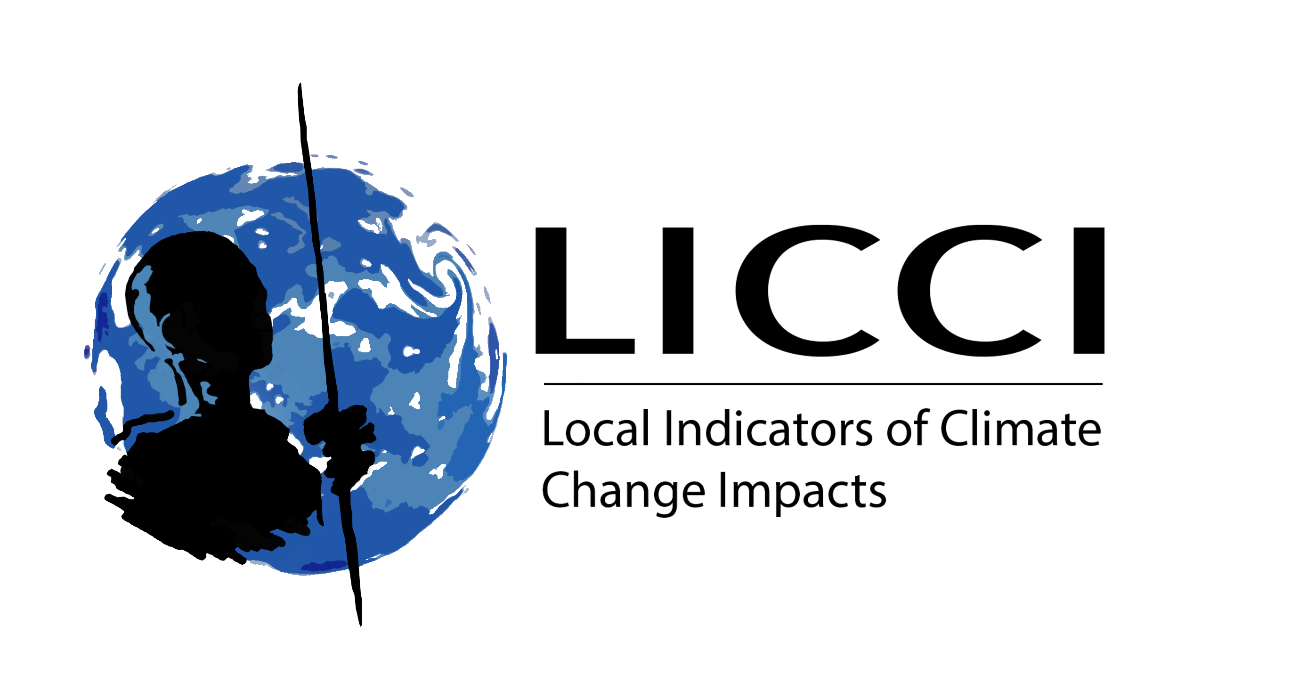 LICCI
Local Indicators of Climate
Change Impacts